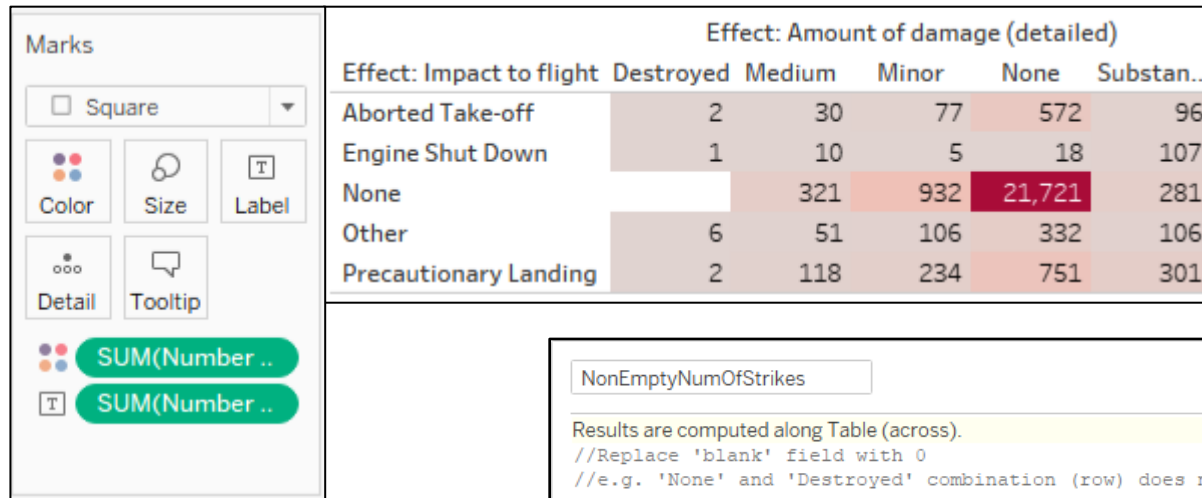 Marks
Square
Color Size Label
Detail Tooltip
SUM(Number ..
SUM(Number ..
Effect: Amount of damage (detailed)
Effect: Impact to flight Destroyed Medium Minor None Substan..
Aborted Take-off 2 30 77 572 96
Engine Shut Down 1 10 5 18 107
None 321 932 21,721 281
Other 6 51 106 332 106
Precautionary Landing 2 118 234 751 301
NonEmptyNumOfStrikes
Results are computed along Table (across).
//Replace 'blank' field with 0
//e.g. 'None' and 'Destroyed' combination (row) does